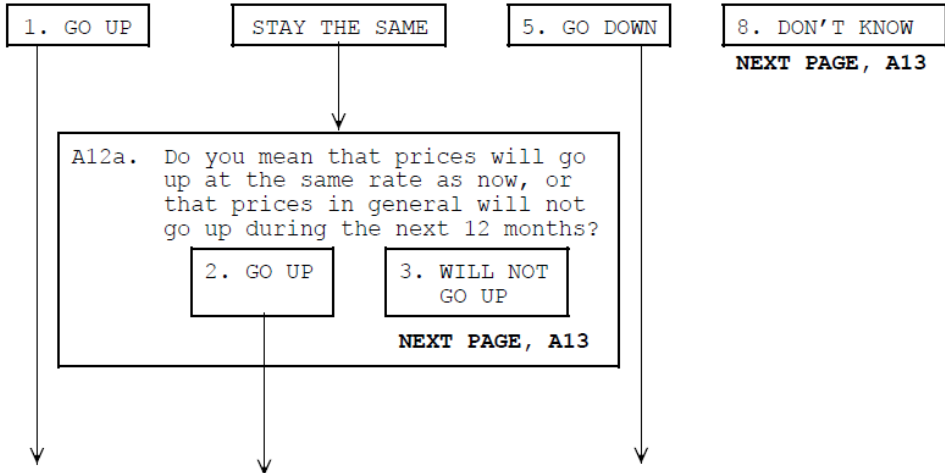 1. GO UP
STAY THE SAME
5. GO DOWN
8. DON'T KNOW
NEXT PAGE, A13
A12a. Do you mean that prices will go
up at the same rate as now, or
that prices in general will not
go up during the next 12 months?
2. GO UP
3. WILL NOT
GO UP
NEXT PAGE, A13